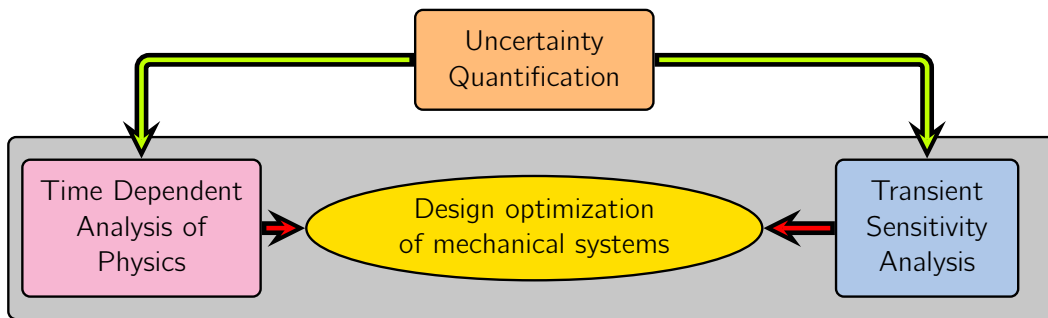 Uncertainty
Quantification
Time Dependent
Analysis of
Physics
Design optimization
of mechanical systems
Transient
Sensitivity
Analysis